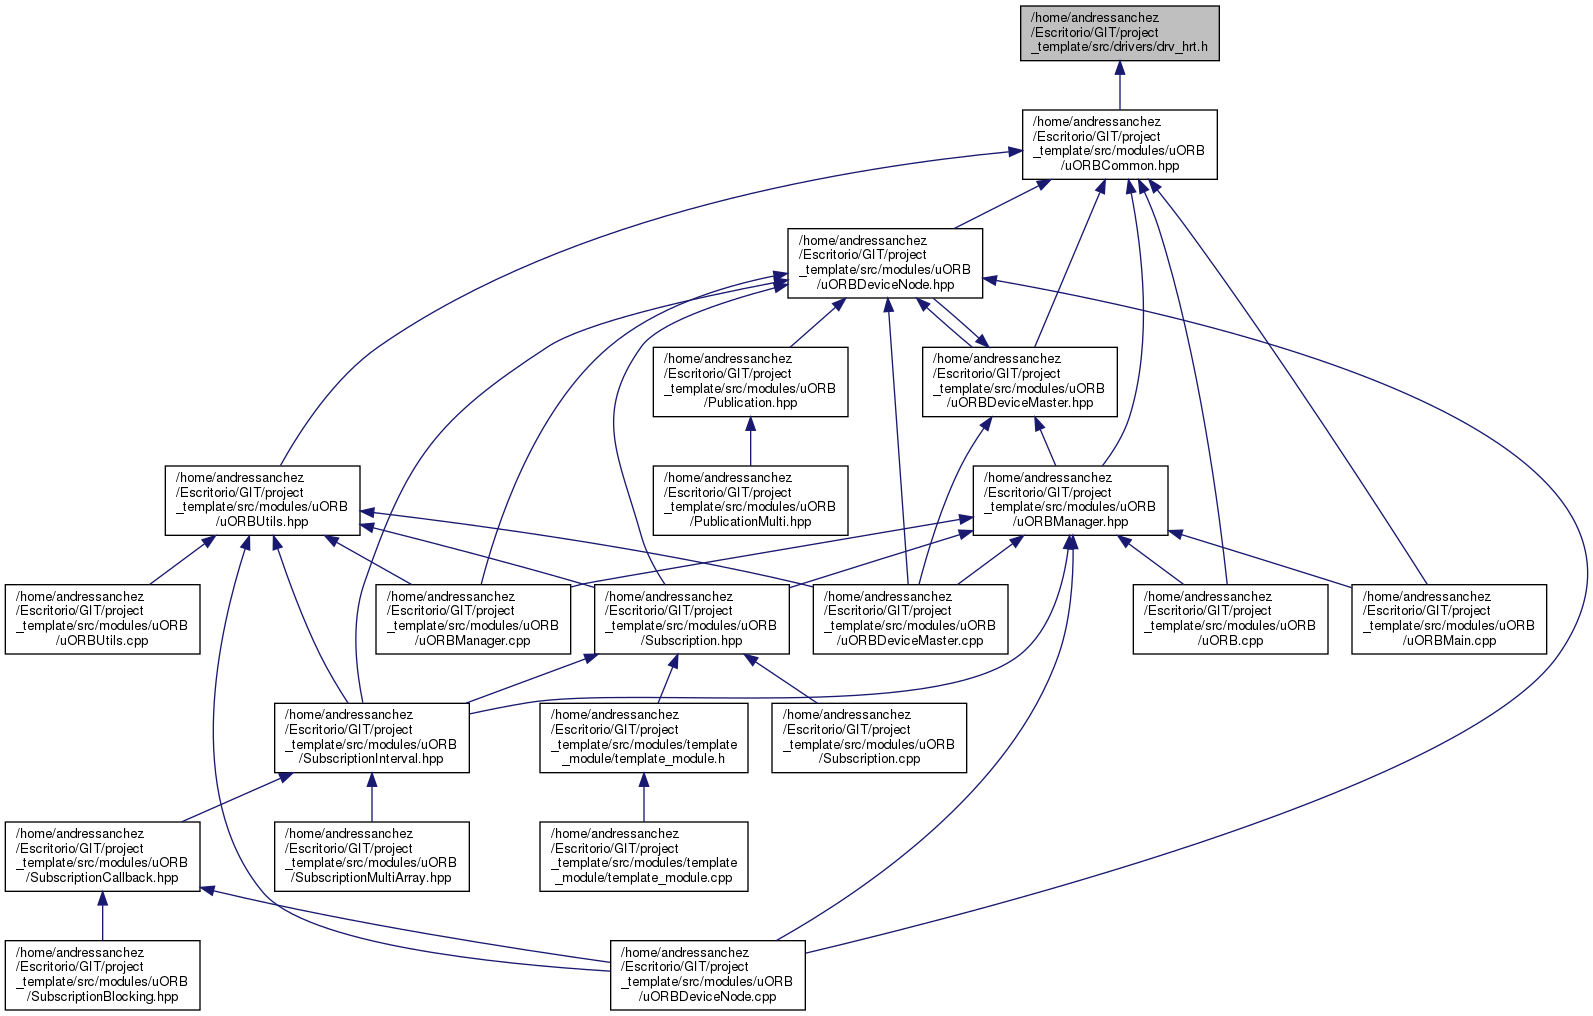 /home/andressanchez
/Escritorio/GIT/project
_template/src/drivers/drv_hrt.h
/home/andressanchez
/Escritorio/GIT/project
_template/src/modules/uORB
/uORBCommon.hpp
/home/andressanchez
/Escritorio/GIT/project
_template/src/modules/uORB
/uORBDeviceNode.hpp
/home/andressanchez
/Escritorio/GIT/project
_template/src/modules/uORB
/Publication.hpp
/home/andressanchez
/Escritorio/GIT/project
_template/src/modules/uORB
/uORBDeviceMaster.hpp
/home/andressanchez
/Escritorio/GIT/project
_template/src/modules/uORB
/uORBUtils.hpp
/home/andressanchez
/Escritorio/GIT/project
_template/src/modules/uORB
/PublicationMulti.hpp
/home/andressanchez
/Escritorio/GIT/project
_template/src/modules/uORB
/uORBManager.hpp
/home/andressanchez
/Escritorio/GIT/project
_template/src/modules/uORB
/uORBUtils.cpp
/home/andressanchez
/Escritorio/GIT/project
_template/src/modules/uORB
/uORBManager.cpp
/home/andressanchez
/Escritorio/GIT/project
_template/src/modules/uORB
/Subscription.hpp
/home/andressanchez
/Escritorio/GIT/project
_template/src/modules/uORB
/uORBDeviceMaster.cpp
/home/andressanchez
/Escritorio/GIT/project
_template/src/modules/uORB
/uORB.cpp
/home/andressanchez
/Escritorio/GIT/project
_template/src/modules/uORB
/uORBMain.cpp
/home/andressanchez
/Escritorio/GIT/project
_template/src/modules/uORB
/SubscriptionInterval.hpp
/home/andressanchez
/Escritorio/GIT/project
_template/src/modules/template
_module/template_module.h
/home/andressanchez
/Escritorio/GIT/project
_template/src/modules/uORB
/Subscription.cpp
/home/andressanchez
/Escritorio/GIT/project
_template/src/modules/uORB
/SubscriptionCallback.hpp
/home/andressanchez
/Escritorio/GIT/project
_template/src/modules/uORB
/SubscriptionMultiArray.hpp
/home/andressanchez
/Escritorio/GIT/project
_template/src/modules/template
_module/template_module.cpp
/home/andressanchez
/Escritorio/GIT/project
_template/src/modules/uORB
/SubscriptionBlocking.hpp
/home/andressanchez
/Escritorio/GIT/project
_template/src/modules/uORB
/uORBDeviceNode.cpp